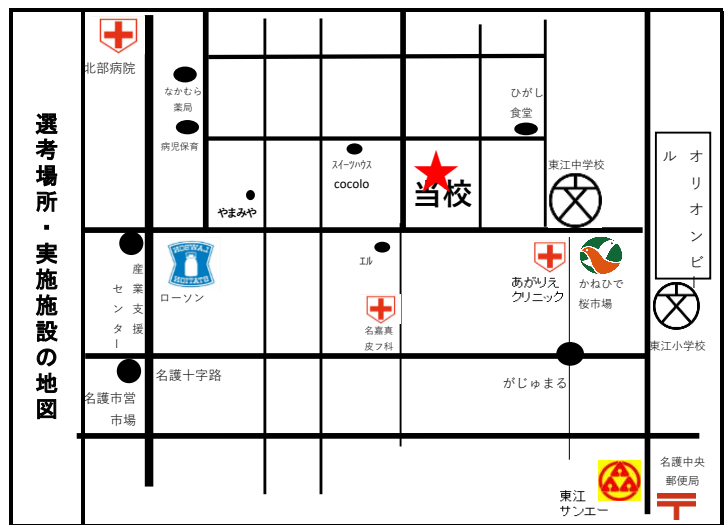 選考場所・実施施設の地図
北部病院
なかむら
薬局
病児保育
やまみや
スイーツハウス
cocolo
ひがし
食堂
当校
東江中学校
文
オリオンビー
ル
産業支援
センター
LAWSON
STATION
ローソン
エル
名嘉真
皮フ科
あがりえ
クリニック
かねひで
桜市場
文
東江小学校
名護十字路
名護市営
市場
がじゅまる
東江
サンエー
名護中央
郵便局